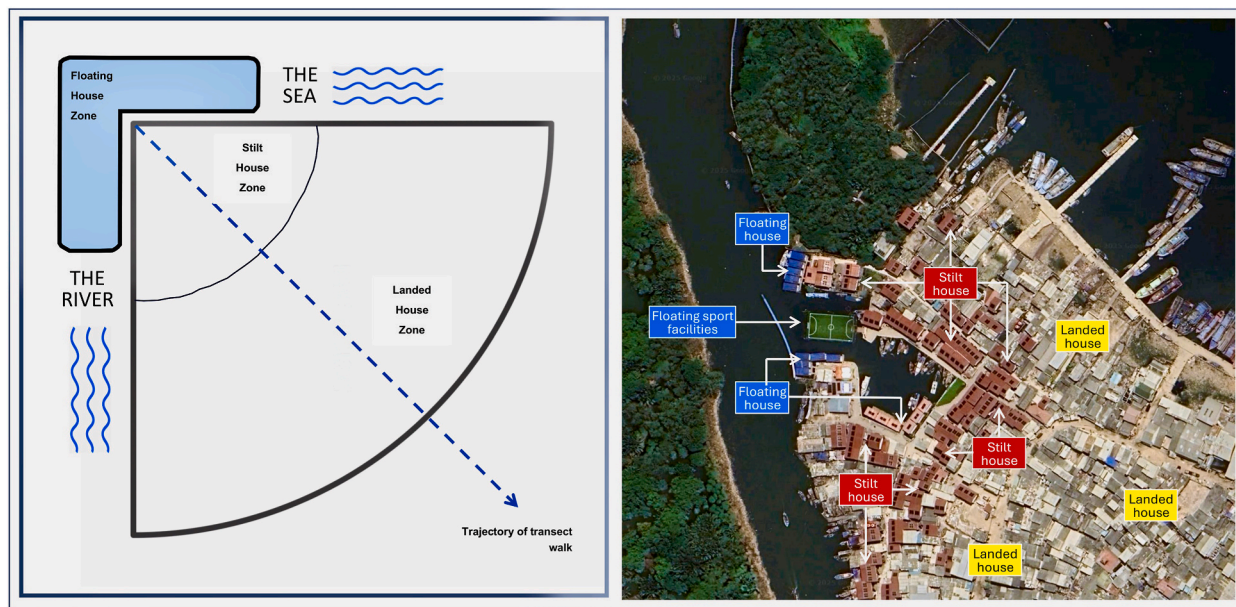 Floating
House
Zone
THE
SEA
Stilt
House
Zone
THE
RIVER
Landed
House
Zone
Trajectory of transect
walk
Floating
house
Stilt
house
Floating sport
facilities
Landed
house
Floating
house
Stilt
house
Stilt
house
Landed
house
Landed
house